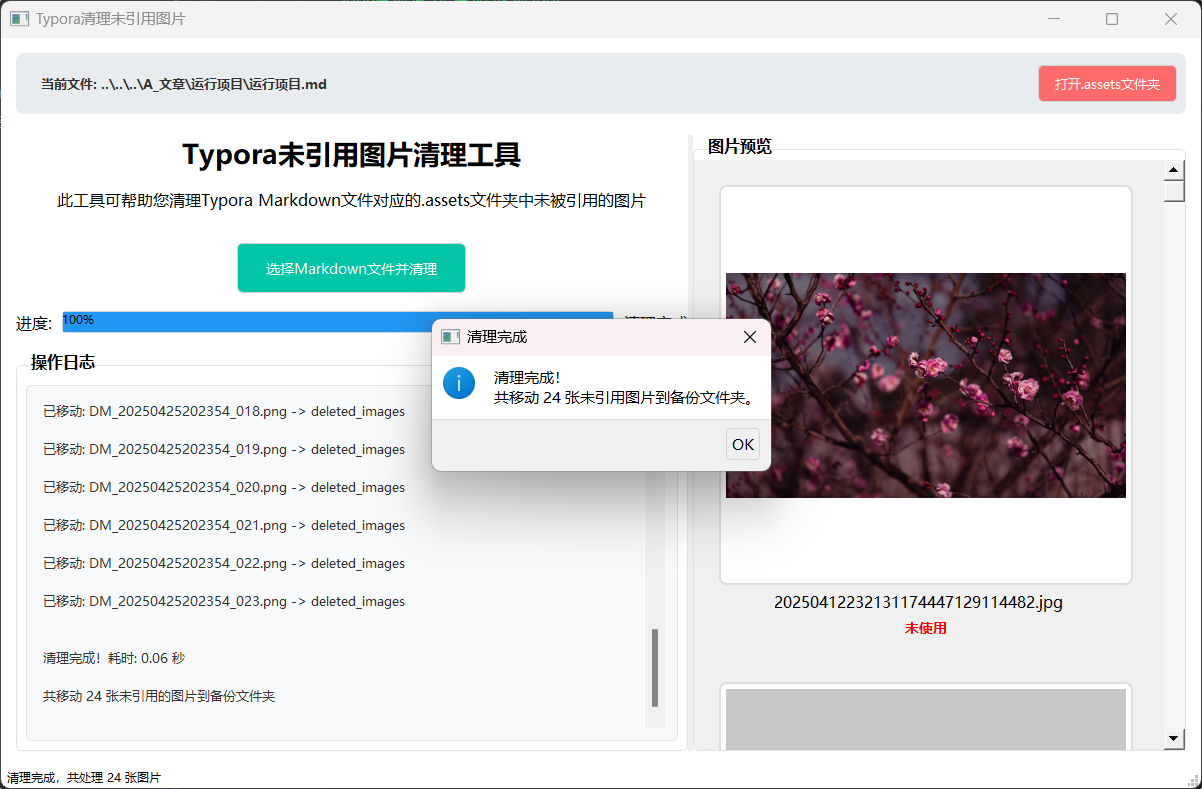 Typora清理未引用图片
当前文件: ..\..\..\A_文章\运行项目\运行项目.md
打开.assets文件夹
Typora未引用图片清理工具
此工具可帮助您清理Typora Markdown文件对应的.assets文件夹中未被引用的图片
选择Markdown文件并清理
进度:
100%
操作日志
已移动: DM_20250425202354_018.png -> deleted_images
已移动: DM_20250425202354_019.png -> deleted_images
已移动: DM_20250425202354_020.png -> deleted_images
已移动: DM_20250425202354_021.png -> deleted_images
已移动: DM_20250425202354_022.png -> deleted_images
已移动: DM_20250425202354_023.png -> deleted_images
清理完成！耗时: 0.06 秒
共移动 24 张未引用的图片到备份文件夹
清理完成
清理完成！
共移动 24 张未引用图片到备份文件夹。
OK
图片预览
20250412232131174447129114482.jpg
未使用
清理完成，共处理 24 张图片